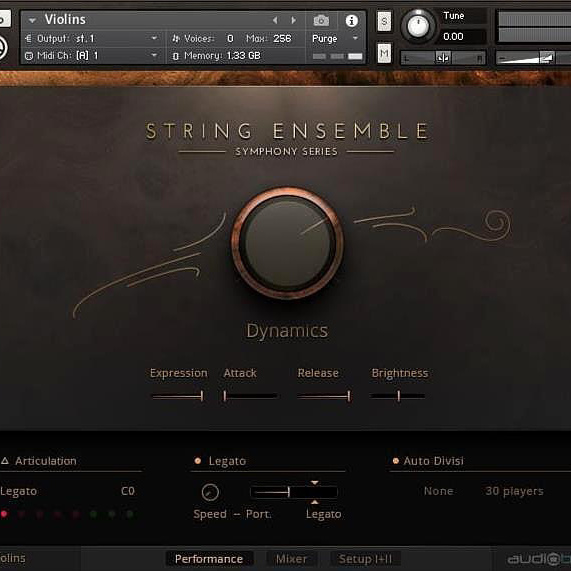 Violins
Output: st. 1 Voices: 0 Max: 256 Purge
Midi Ch: [A] 1 Memory: 1.33 GB
S
M
Tune
0.00
L R
STRING ENSEMBLE
SYMPHONY SERIES
Dynamics
Expression Attack Release Brightness
Articulation Legato Auto Divisi
Legato C0 None 30 players
Speed – Port. Legato
olins Performance Mixer Setup I+II audiob